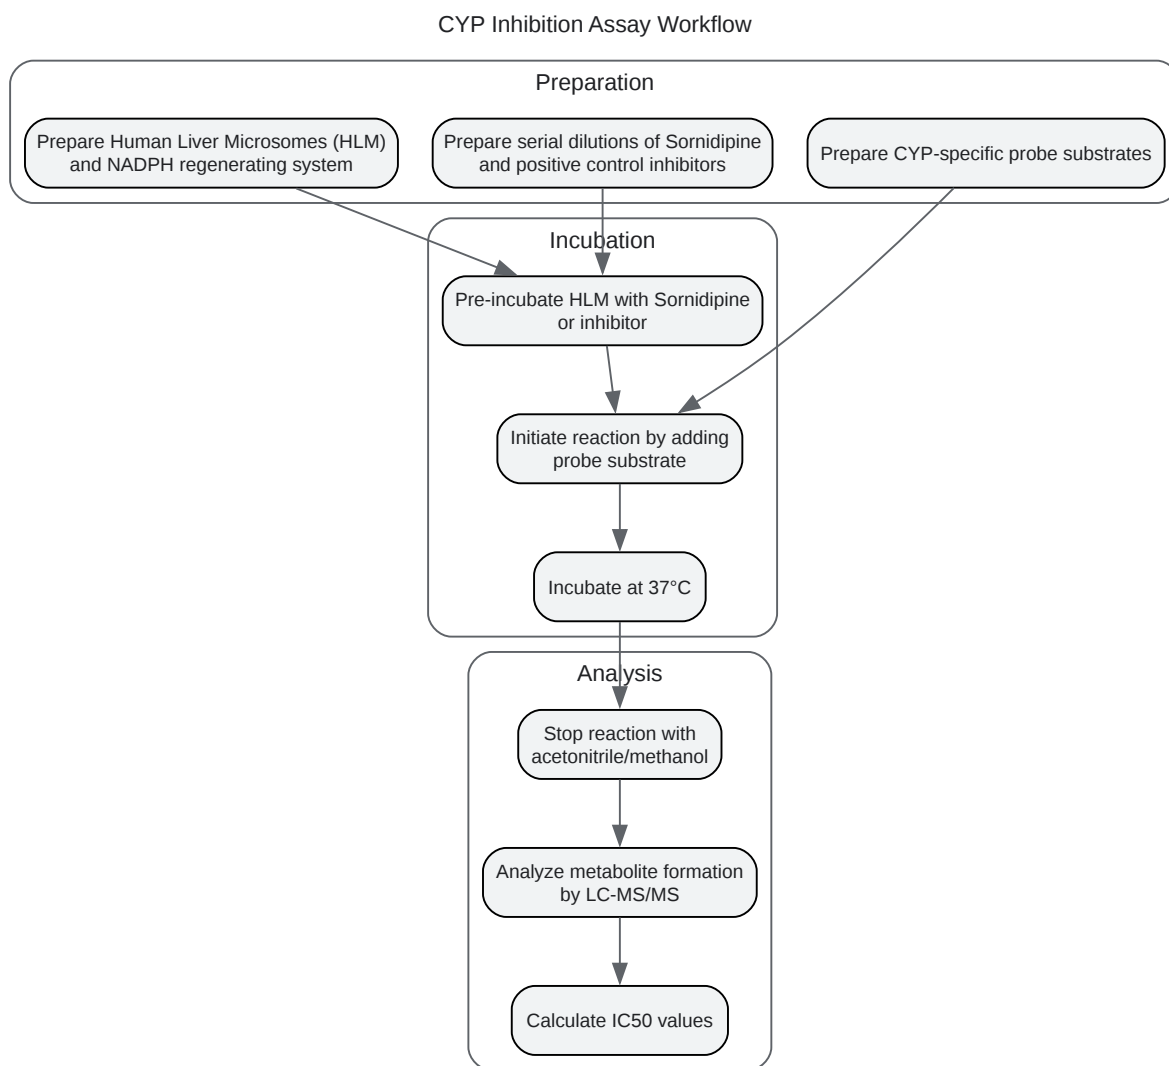 CYP Inhibition Assay Workflow
Preparation
Prepare Human Liver Microsomes (HLM)
and NADPH regenerating system
Prepare serial dilutions of Sornidipine
and positive control inhibitors
Prepare CYP-specific probe substrates
Incubation
Pre-incubate HLM with Sornidipine
or inhibitor
Initiate reaction by adding
probe substrate
Incubate at 37°C
Analysis
Stop reaction with
acetonitrile/methanol
Analyze metabolite formation
by LC-MS/MS
Calculate IC50 values